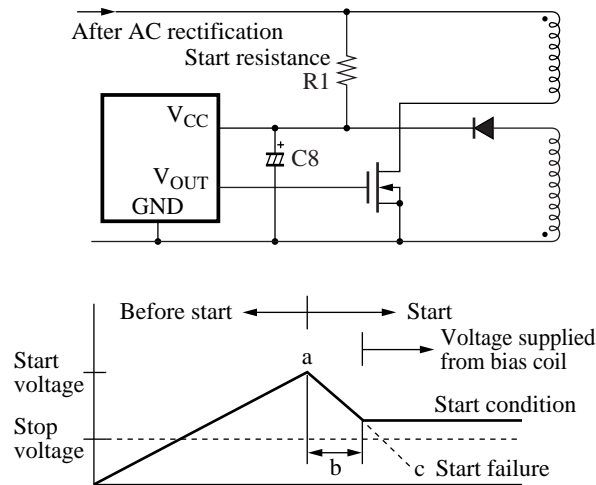 After AC rectification
Start resistance
R1
VCC
+
C8
VOUT
GND
Before start
Start
a
Voltage supplied
from bias coil
Start
voltage
Start condition
Stop
voltage
b
c Start failure